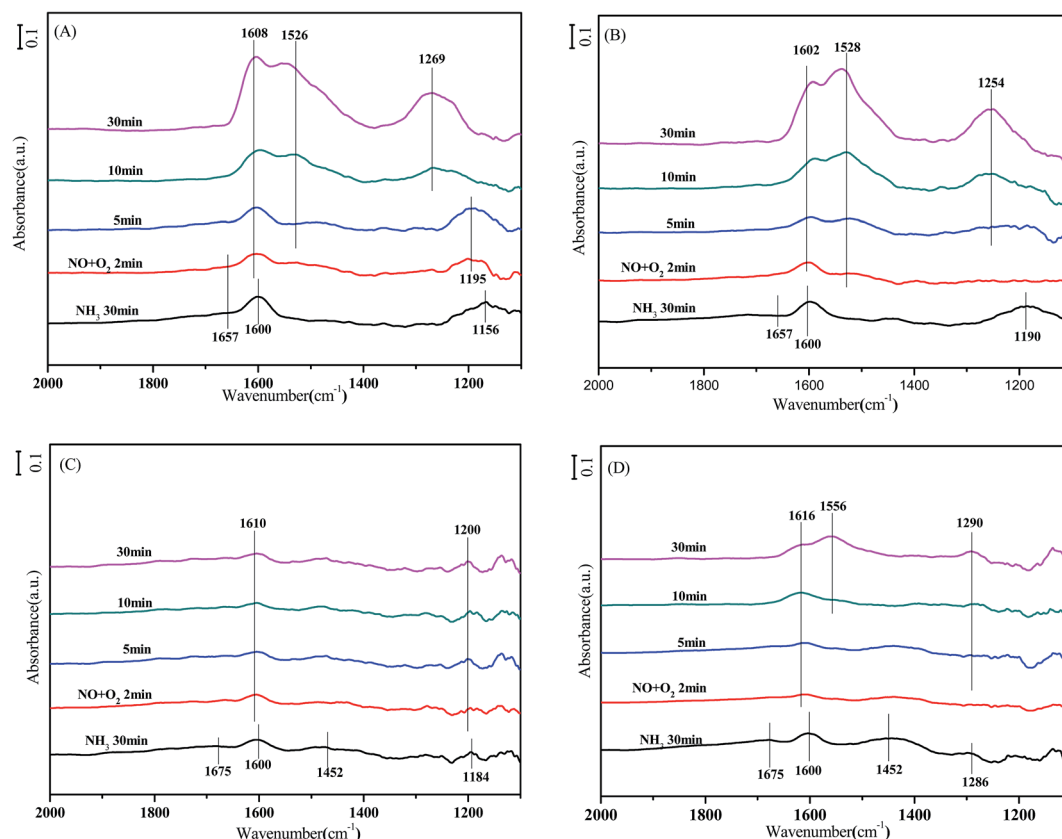 0.1
(A)
1608
1526
1269
30min
10min
5min
NO+O2 2min
1195
NH3 30min
1657
1600
1156
2000
1800
1600
1400
1200
Wavenumber(cm-1)
Absorbance(a.u.)
0.1
(B)
1602
1528
1254
30min
10min
5min
NO+O2 2min
NH3 30min
1657
1600
1190
2000
1800
1600
1400
1200
Wavenumber(cm-1)
Absorbance(a.u.)
0.1
(C)
1610
1200
30min
10min
5min
NO+O2 2min
NH3 30min
1675
1600
1452
1184
2000
1800
1600
1400
1200
Wavenumber(cm-1)
Absorbance(a.u.)
0.1
(D)
1616
1556
1290
30min
10min
5min
NO+O2 2min
NH3 30min
1675
1600
1452
1286
2000
1800
1600
1400
1200
Wavenumber(cm-1)
Absorbance(a.u.)